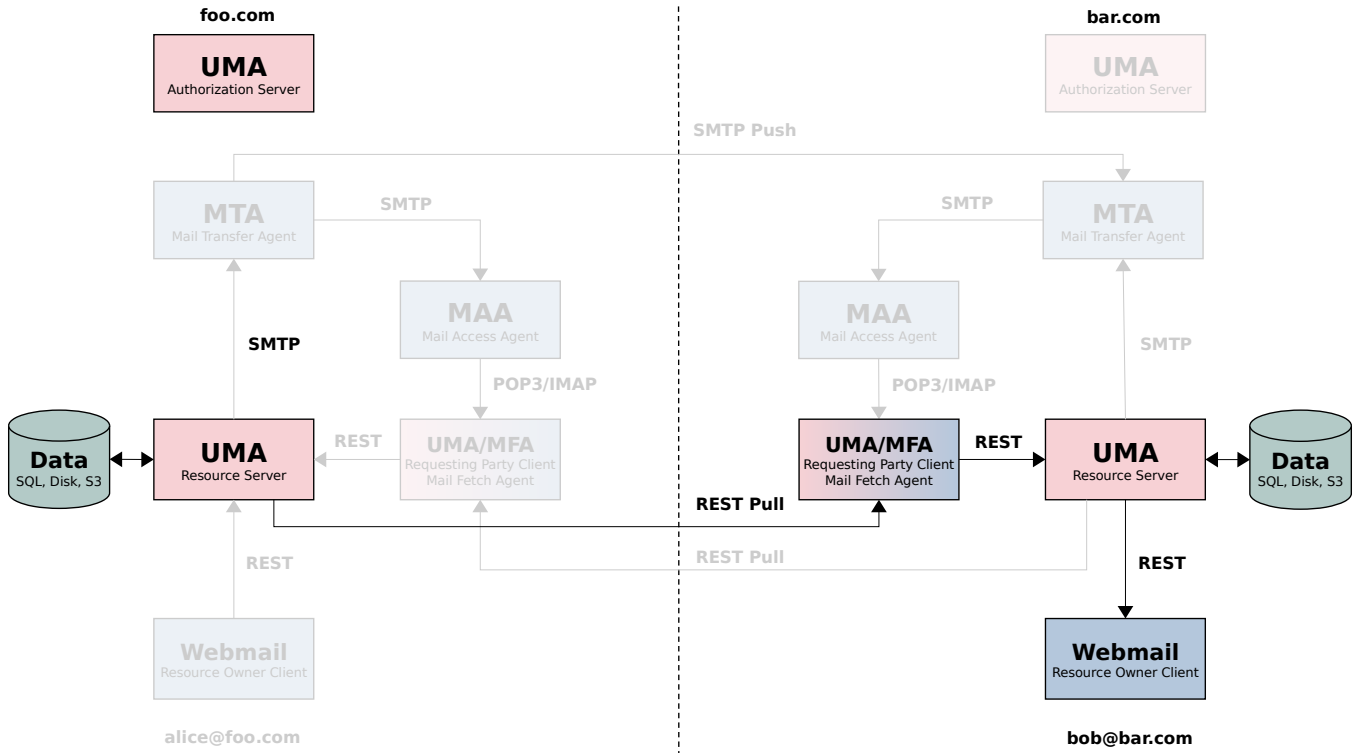 foo.com
bar.com
UMA
Authorization Server
UMA
Authorization Server
SMTP Push
MTA
Mail Transfer Agent
SMTP
SMTP
MTA
Mail Transfer Agent
MAA
Mail Access Agent
MAA
Mail Access Agent
SMTP
SMTP
POP3/IMAP
POP3/IMAP
Data
SQL, Disk, S3
UMA
Resource Server
REST
UMA/MFA
Requesting Party Client
Mail Fetch Agent
UMA/MFA
Requesting Party Client
Mail Fetch Agent
REST
UMA
Resource Server
Data
SQL, Disk, S3
REST Pull
REST Pull
REST
REST
Webmail
Resource Owner Client
Webmail
Resource Owner Client
alice@foo.com
bob@bar.com